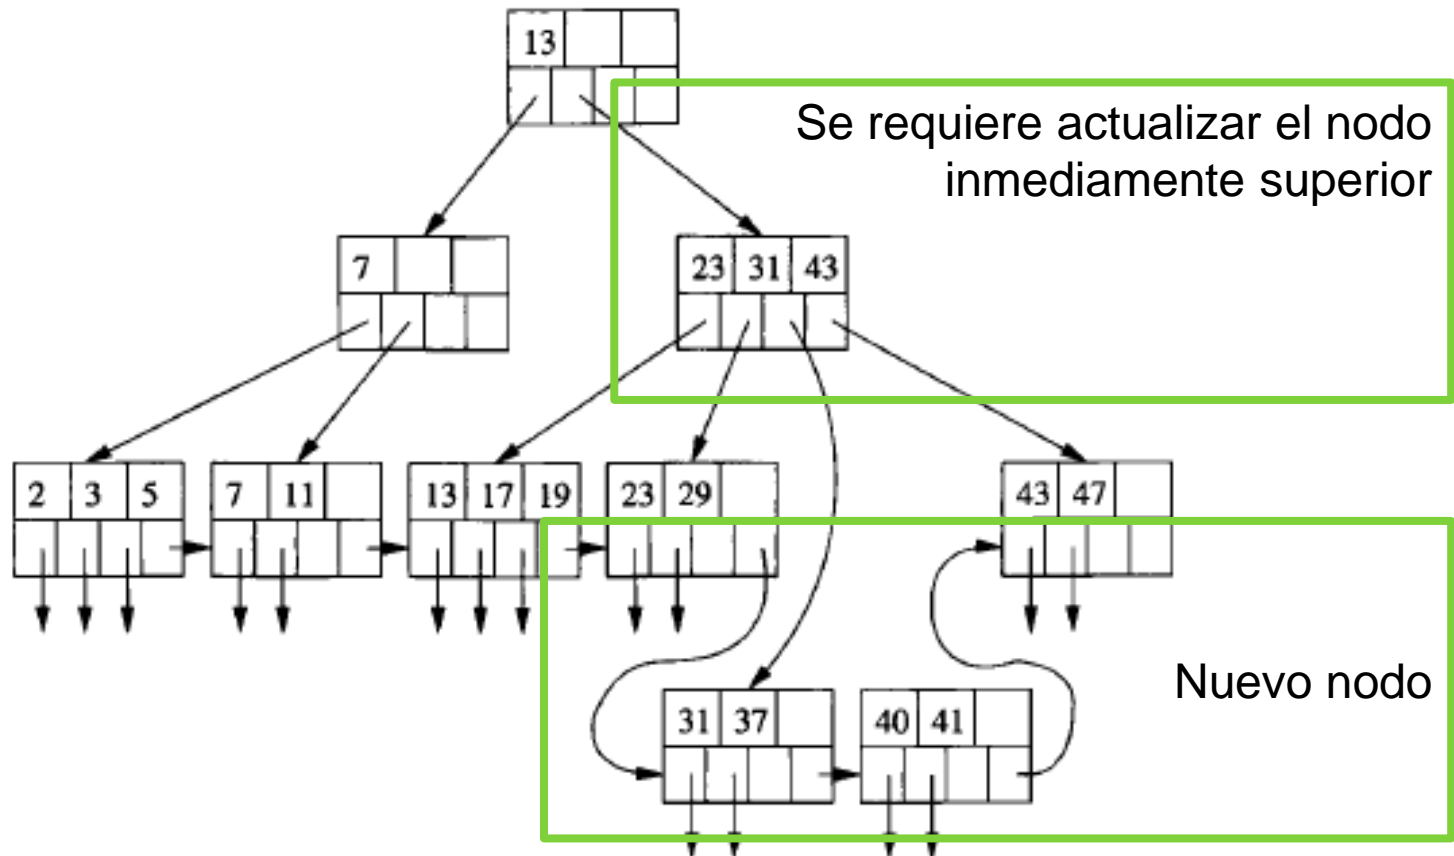 13
Se requiere actualizar el nodo
inmediamente superior
7
23 31 43
2 3 5
7 11
13 17 19
23 29
43 47
Nuevo nodo
31 37
40 41